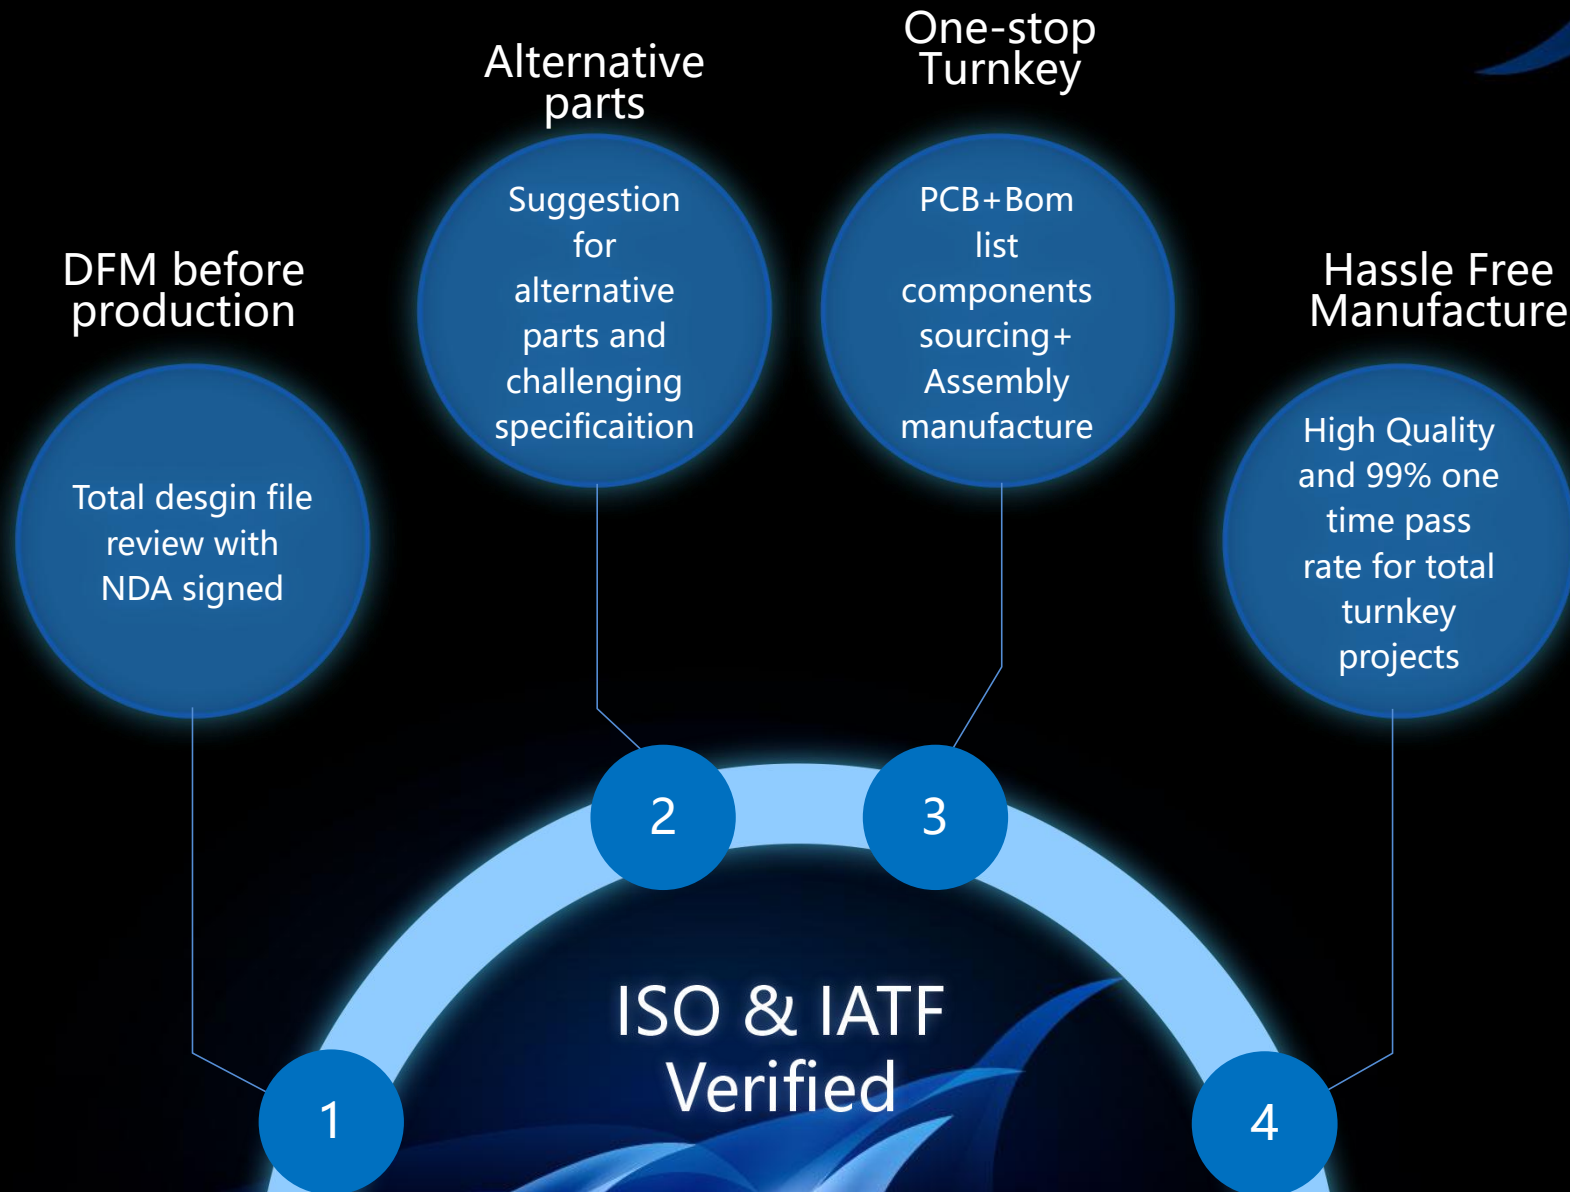 DFM before
production
Total desgin file
review with
NDA signed
1
Alternative
parts
Suggestion
for
alternative
parts and
challenging
specificaition
2
One-stop
Turnkey
PCB+Bom
list
components
sourcing+
Assembly
manufacture
3
Hassle Free
Manufacture
High Quality
and 99% one
time pass
rate for total
turnkey
projects
4
ISO & IATF
Verified